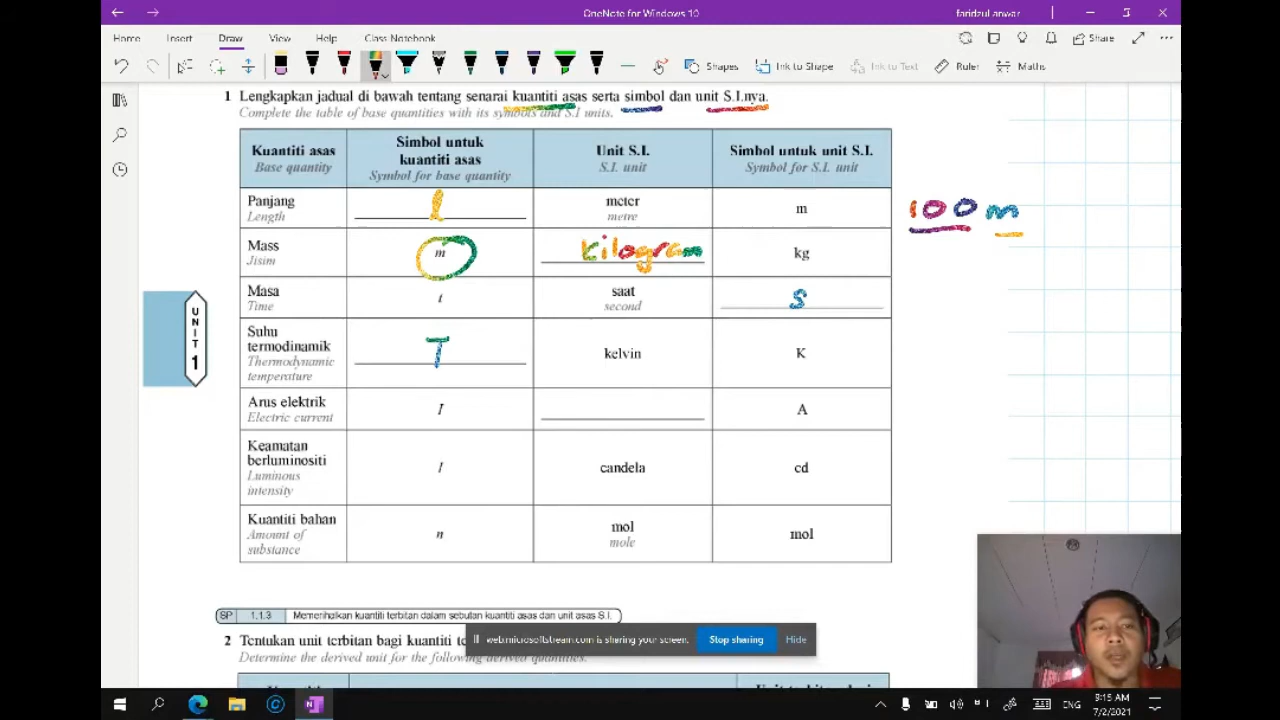 OneNote for Windows 10
faridzul anwar
Home Insert Draw View Help Class Notebook
Share
Shapes Ink to Shape Ink to Text Ruler Maths
1 Lengkapkan jadual di bawah tentang senarai kuantiti asas serta simbol dan unit S.I.nya.
Complete the table of base quantities with its symbols and S.I units.
Kuantiti asas
Base quantity
Simbol untuk
kuantiti asas
Symbol for base quantity
Unit S.I.
S.I. unit
Simbol untuk unit S.I.
Symbol for S.I. unit
Panjang
Length
l
meter
metre
m
100 m
Mass
Jisim
m
kilogram
kg
Masa
Time
t
saat
second
s
UNIT 1
Suhu
termodinamik
Thermodynamic
temperature
T
kelvin
K
Arus elektrik
Electric current
I
A
Keamatan
berluminositi
Luminous
intensity
I
candela
cd
Kuantiti bahan
Amount of
substance
n
mol
mole
mol
SP 1.1.3 Memerihalkan kuantiti terbitan dalam sebutan kuantiti asas dan unit asas S.I.
2 Tentukan unit terbitan bagi kuantiti
Determine the derived unit for the following derived quantities.
web.microsoftstream.com is sharing your screen. Stop sharing Hide
ENG
9:15 AM
7/2/2021